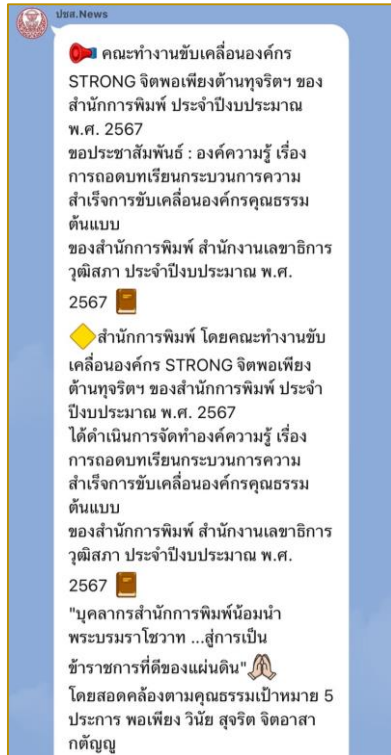 ปชส.News
คณะทำงานขับเคลื่อนองค์กร
STRONG จิตพอเพียงต้านทุจริตฯ ของ
สำนักการพิมพ์ ประจำปีงบประมาณ
พ.ศ. 2567
ขอประชาสัมพันธ์ : องค์ความรู้ เรื่อง
การถอดบทเรียนกระบวนการความ
สำเร็จการขับเคลื่อนองค์กรคุณธรรม
ต้นแบบ
ของสำนักการพิมพ์ สำนักงานเลขาธิการ
วุฒิสภา ประจำปีงบประมาณ พ.ศ.
2567
สำนักการพิมพ์ โดยคณะทำงานขับ
เคลื่อนองค์กร STRONG จิตพอเพียง
ต้านทุจริตฯ ของสำนักการพิมพ์ ประจำ
ปีงบประมาณ พ.ศ. 2567
ได้ดำเนินการจัดทำองค์ความรู้ เรื่อง
การถอดบทเรียนกระบวนการความ
สำเร็จการขับเคลื่อนองค์กรคุณธรรม
ต้นแบบ
ของสำนักการพิมพ์ สำนักงานเลขาธิการ
วุฒิสภา ประจำปีงบประมาณ พ.ศ.
2567
"บุคลากรสำนักการพิมพ์น้อมนำ
พระบรมราโชวาท ...สู่การเป็น
ข้าราชการที่ดีของแผ่นดิน"
โดยสอดคล้องตามคุณธรรมเป้าหมาย 5
ประการ พอเพียง วินัย สุจริต จิตอาสา
กตัญญู